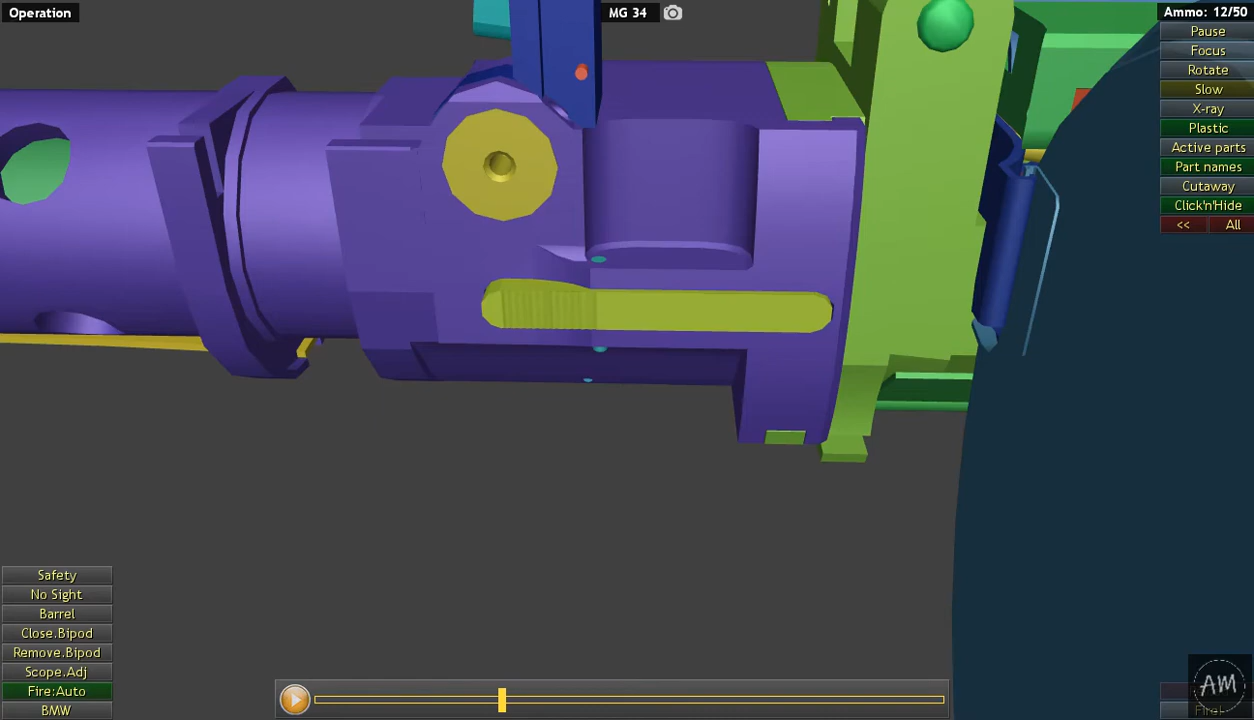 Operation
MG 34
Ammo: 12/50
Pause
Focus
Rotate
Slow
X-ray
Plastic
Active parts
Part names
Cutaway
Click'n'Hide
<< All
Safety
No Sight
Barrel
Close.Bipod
Remove.Bipod
Scope.Adj
Fire:Auto
BMW
AM